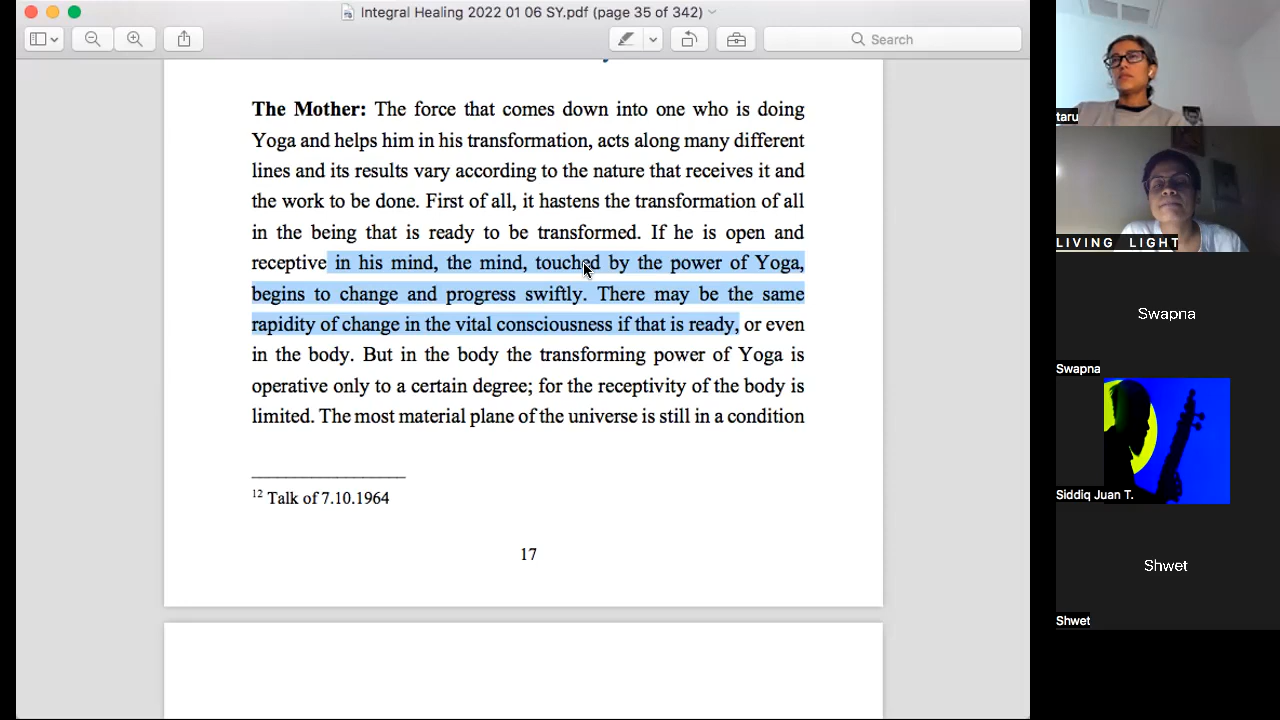 Integral Healing 2022 01 06 SY.pdf (page 35 of 342)
Search
The Mother: The force that comes down into one who is doing
Yoga and helps him in his transformation, acts along many different
lines and its results vary according to the nature that receives it and
the work to be done. First of all, it hastens the transformation of all
in the being that is ready to be transformed. If he is open and
receptive in his mind, the mind, touched by the power of Yoga,
begins to change and progress swiftly. There may be the same
rapidity of change in the vital consciousness if that is ready, or even
in the body. But in the body the transforming power of Yoga is
operative only to a certain degree; for the receptivity of the body is
limited. The most material plane of the universe is still in a condition
12 Talk of 7.10.1964
17
taru
LIVING LIGHT
Swapna
Swapna
Siddiq Juan T.
Shwet
Shwet